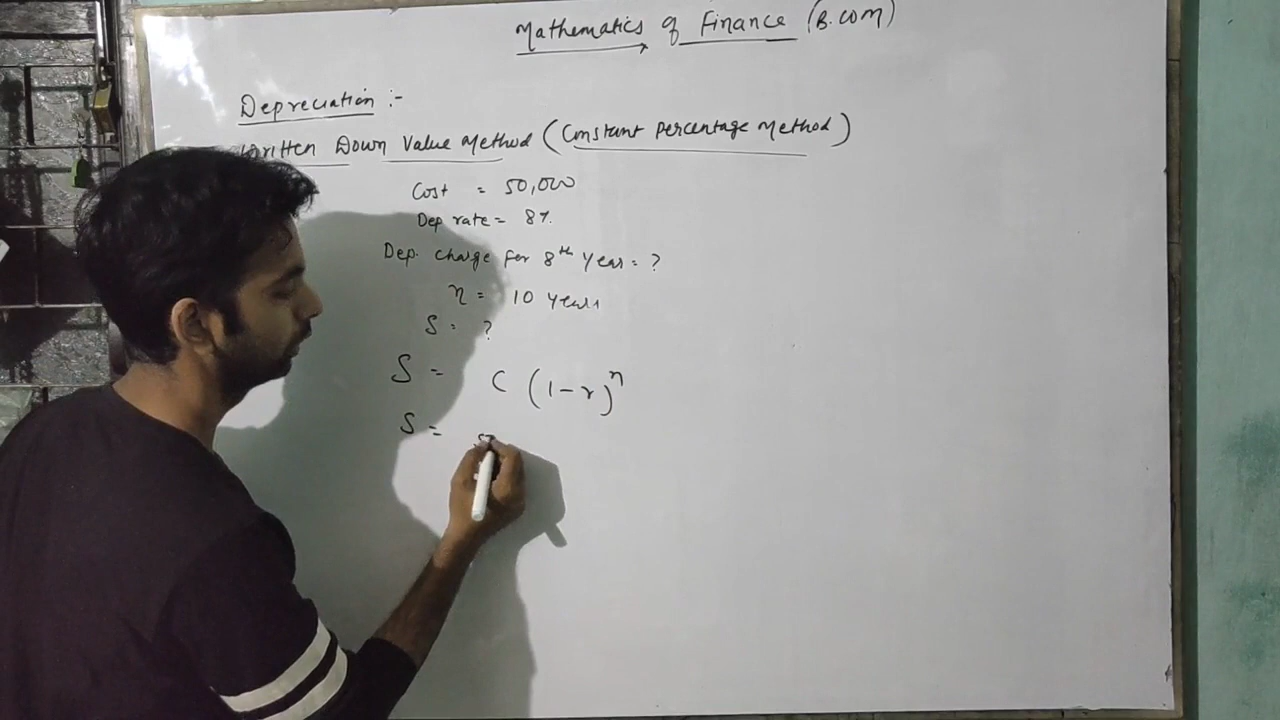 Mathematics of Finance (B.COM)
Depreciation :-
Written Down Value Method (Constant Percentage Method)
Cost = 50,000
Dep rate = 8%
Dep. charge for 8th year = ?
n = 10 years
S = ?
S = C (1-r)^n
S =